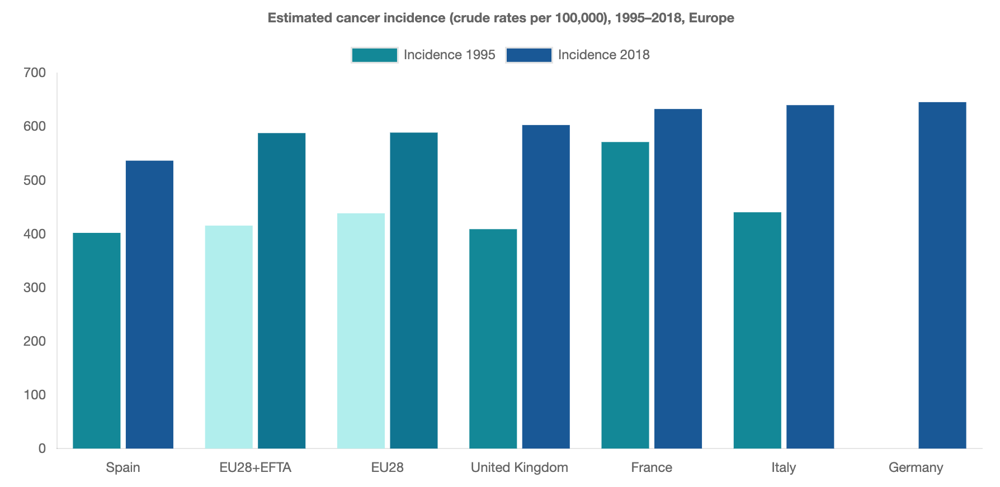 Estimated cancer incidence (crude rates per 100,000), 1995–2018, Europe
Incidence 1995 Incidence 2018
700
600
500
400
300
200
100
0
Spain EU28+EFTA EU28 United Kingdom France Italy Germany